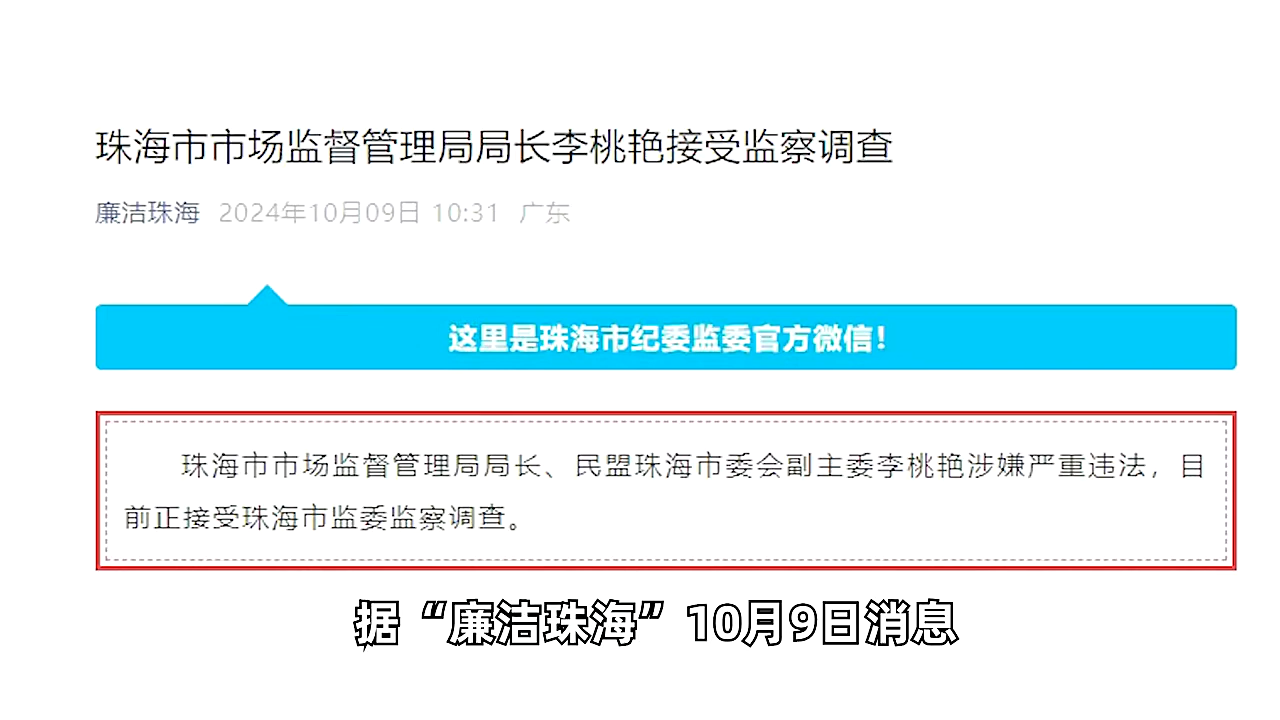 珠海市市场监督管理局局长李桃艳接受监察调查
廉洁珠海 2024年10月09日 10:31 广东
这里是珠海市纪委监委官方微信！
珠海市市场监督管理局局长、民盟珠海市委会副主委李桃艳涉嫌严重违法，目
前正接受珠海市监委监察调查。
据“廉洁珠海”10月9日消息